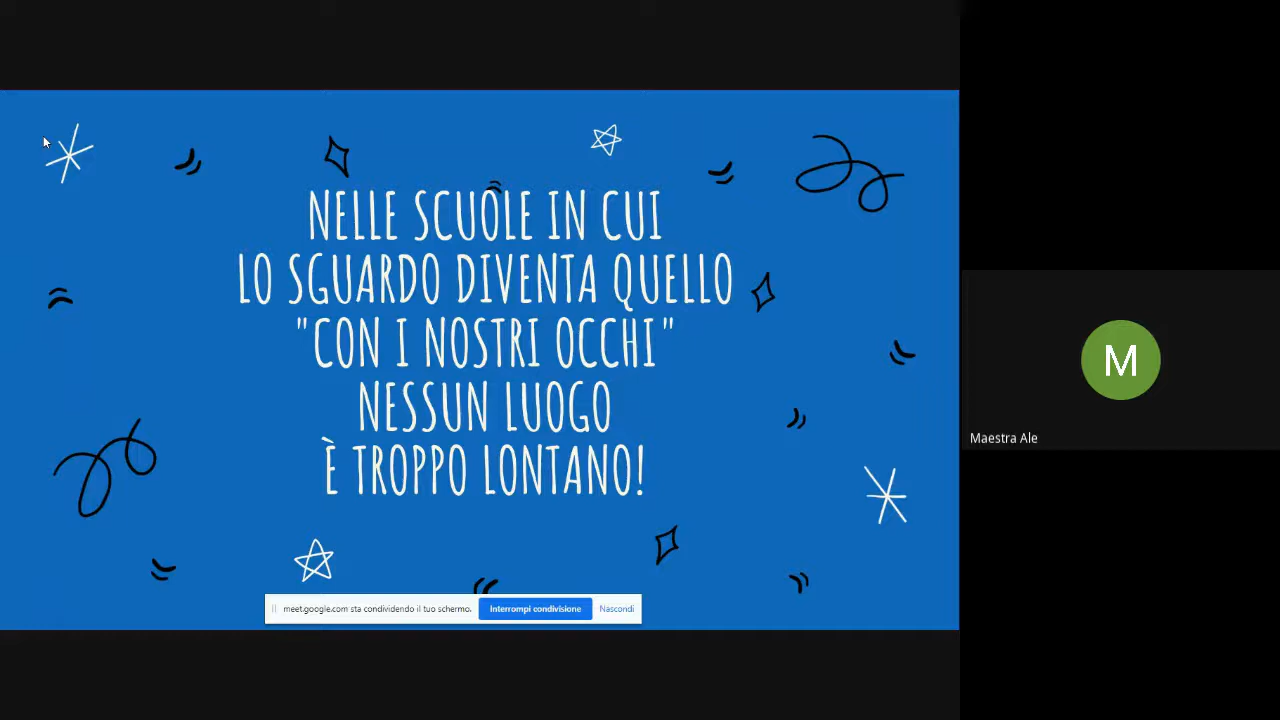 NELLE SCUOLE IN CUI
LO SGUARDO DIVENTA QUELLO
"CON I NOSTRI OCCHI"
NESSUN LUOGO
È TROPPO LONTANO!
M
Maestra Ale
meet.google.com sta condividendo il tuo schermo. Interrompi condivisione Nascondi